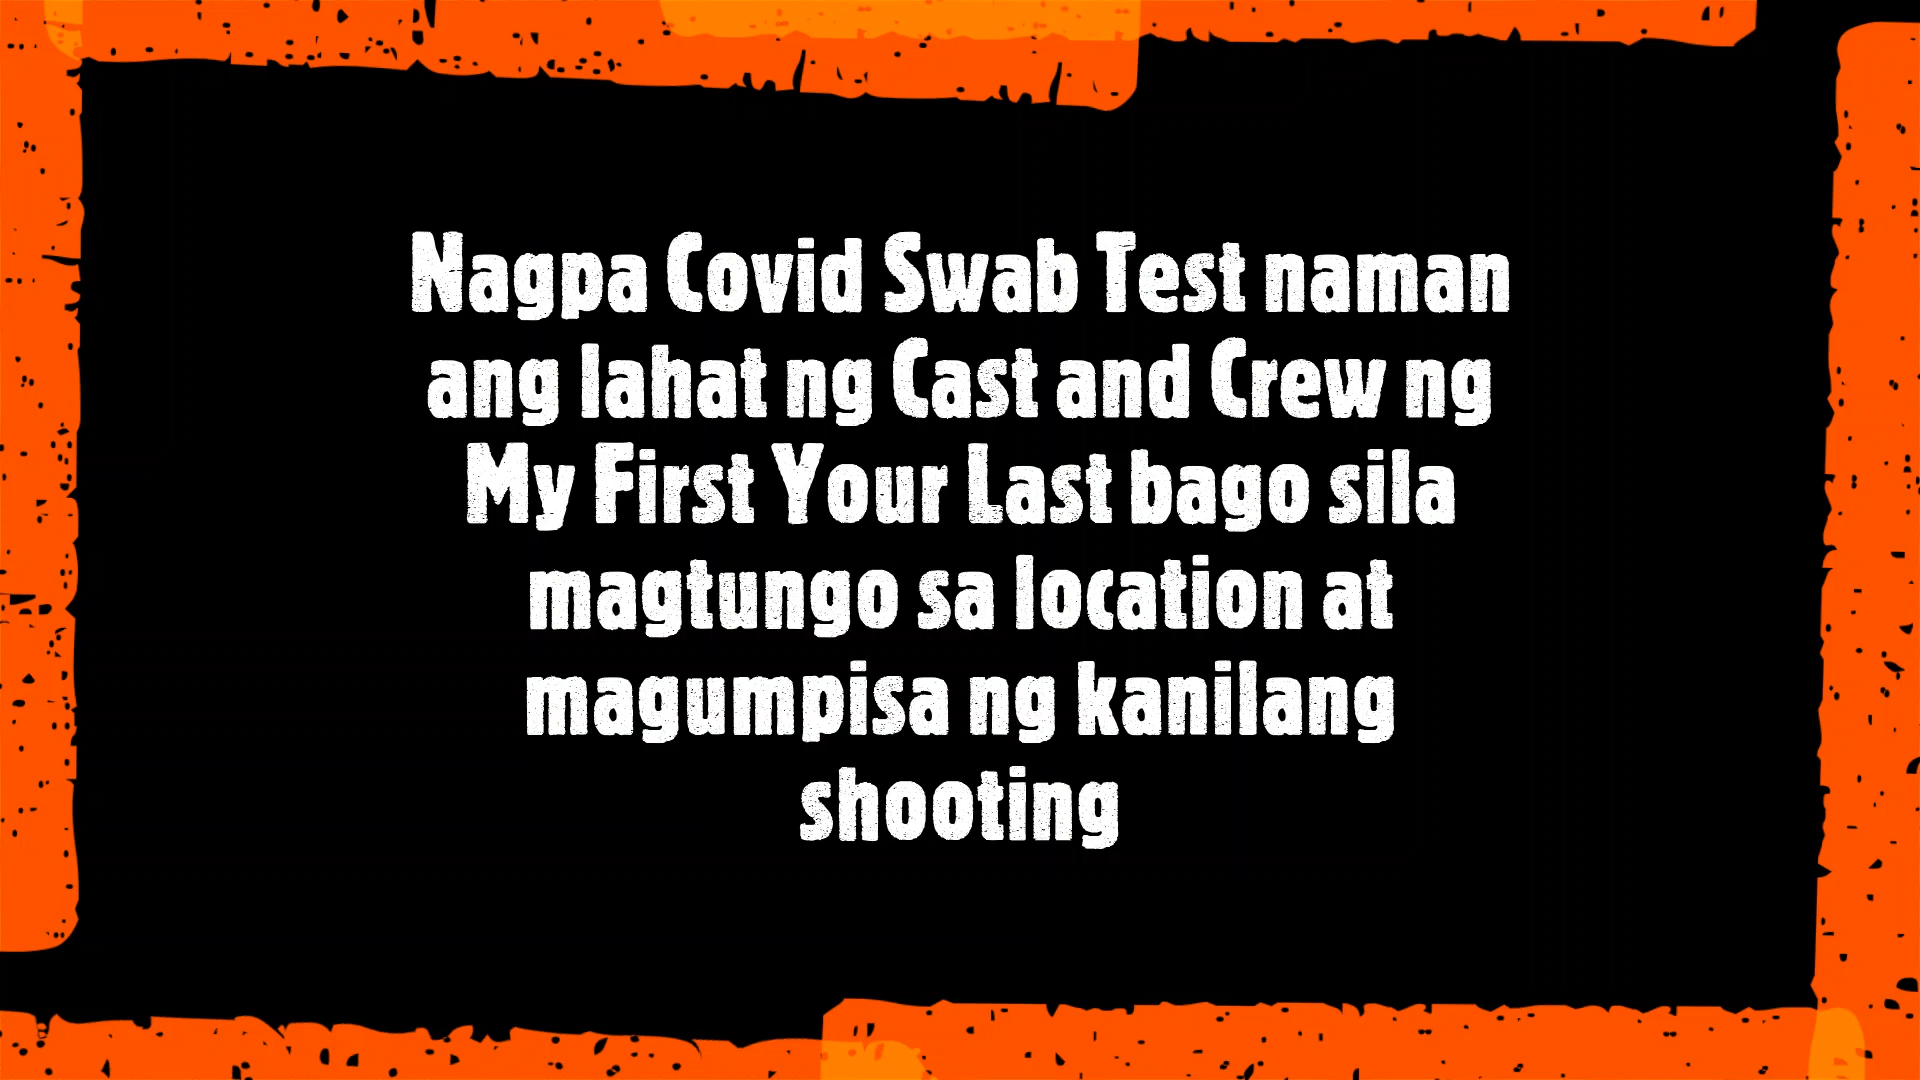 Nagpa Covid Swab Test naman
ang lahat ng Cast and Crew ng
My First Your Last bago sila
magtungo sa location at
magumpisa ng kanilang
shooting